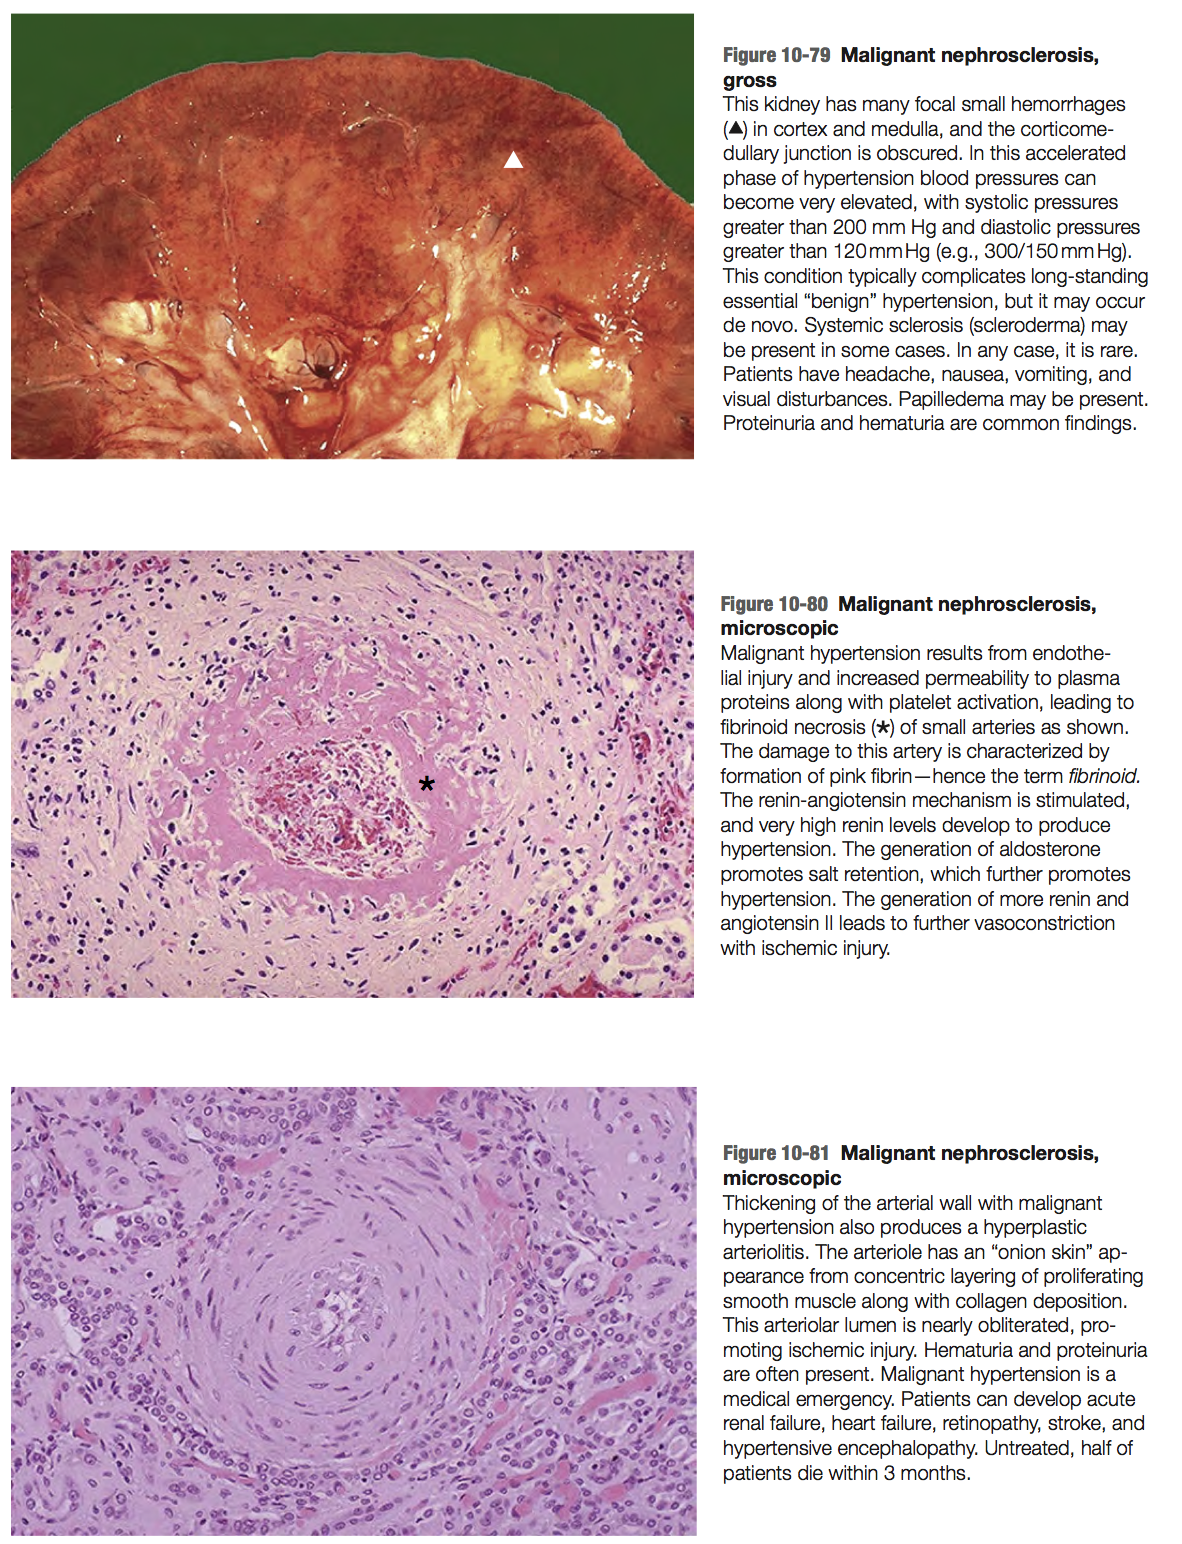 Figure 10-79 Malignant nephrosclerosis,
gross
This kidney has many focal small hemorrhages
(▲) in cortex and medulla, and the corticome-
dullary junction is obscured. In this accelerated
phase of hypertension blood pressures can
become very elevated, with systolic pressures
greater than 200 mm Hg and diastolic pressures
greater than 120 mm Hg (e.g., 300/150 mm Hg).
This condition typically complicates long-standing
essential “benign” hypertension, but it may occur
de novo. Systemic sclerosis (scleroderma) may
be present in some cases. In any case, it is rare.
Patients have headache, nausea, vomiting, and
visual disturbances. Papilledema may be present.
Proteinuria and hematuria are common findings.
Figure 10-80 Malignant nephrosclerosis,
microscopic
Malignant hypertension results from endothe-
lial injury and increased permeability to plasma
proteins along with platelet activation, leading to
fibrinoid necrosis (*) of small arteries as shown.
The damage to this artery is characterized by
formation of pink fibrin—hence the term fibrinoid.
The renin-angiotensin mechanism is stimulated,
and very high renin levels develop to produce
hypertension. The generation of aldosterone
promotes salt retention, which further promotes
hypertension. The generation of more renin and
angiotensin II leads to further vasoconstriction
with ischemic injury.
Figure 10-81 Malignant nephrosclerosis,
microscopic
Thickening of the arterial wall with malignant
hypertension also produces a hyperplastic
arteriolitis. The arteriole has an “onion skin” ap-
pearance from concentric layering of proliferating
smooth muscle along with collagen deposition.
This arteriolar lumen is nearly obliterated, pro-
moting ischemic injury. Hematuria and proteinuria
are often present. Malignant hypertension is a
medical emergency. Patients can develop acute
renal failure, heart failure, retinopathy, stroke, and
hypertensive encephalopathy. Untreated, half of
patients die within 3 months.